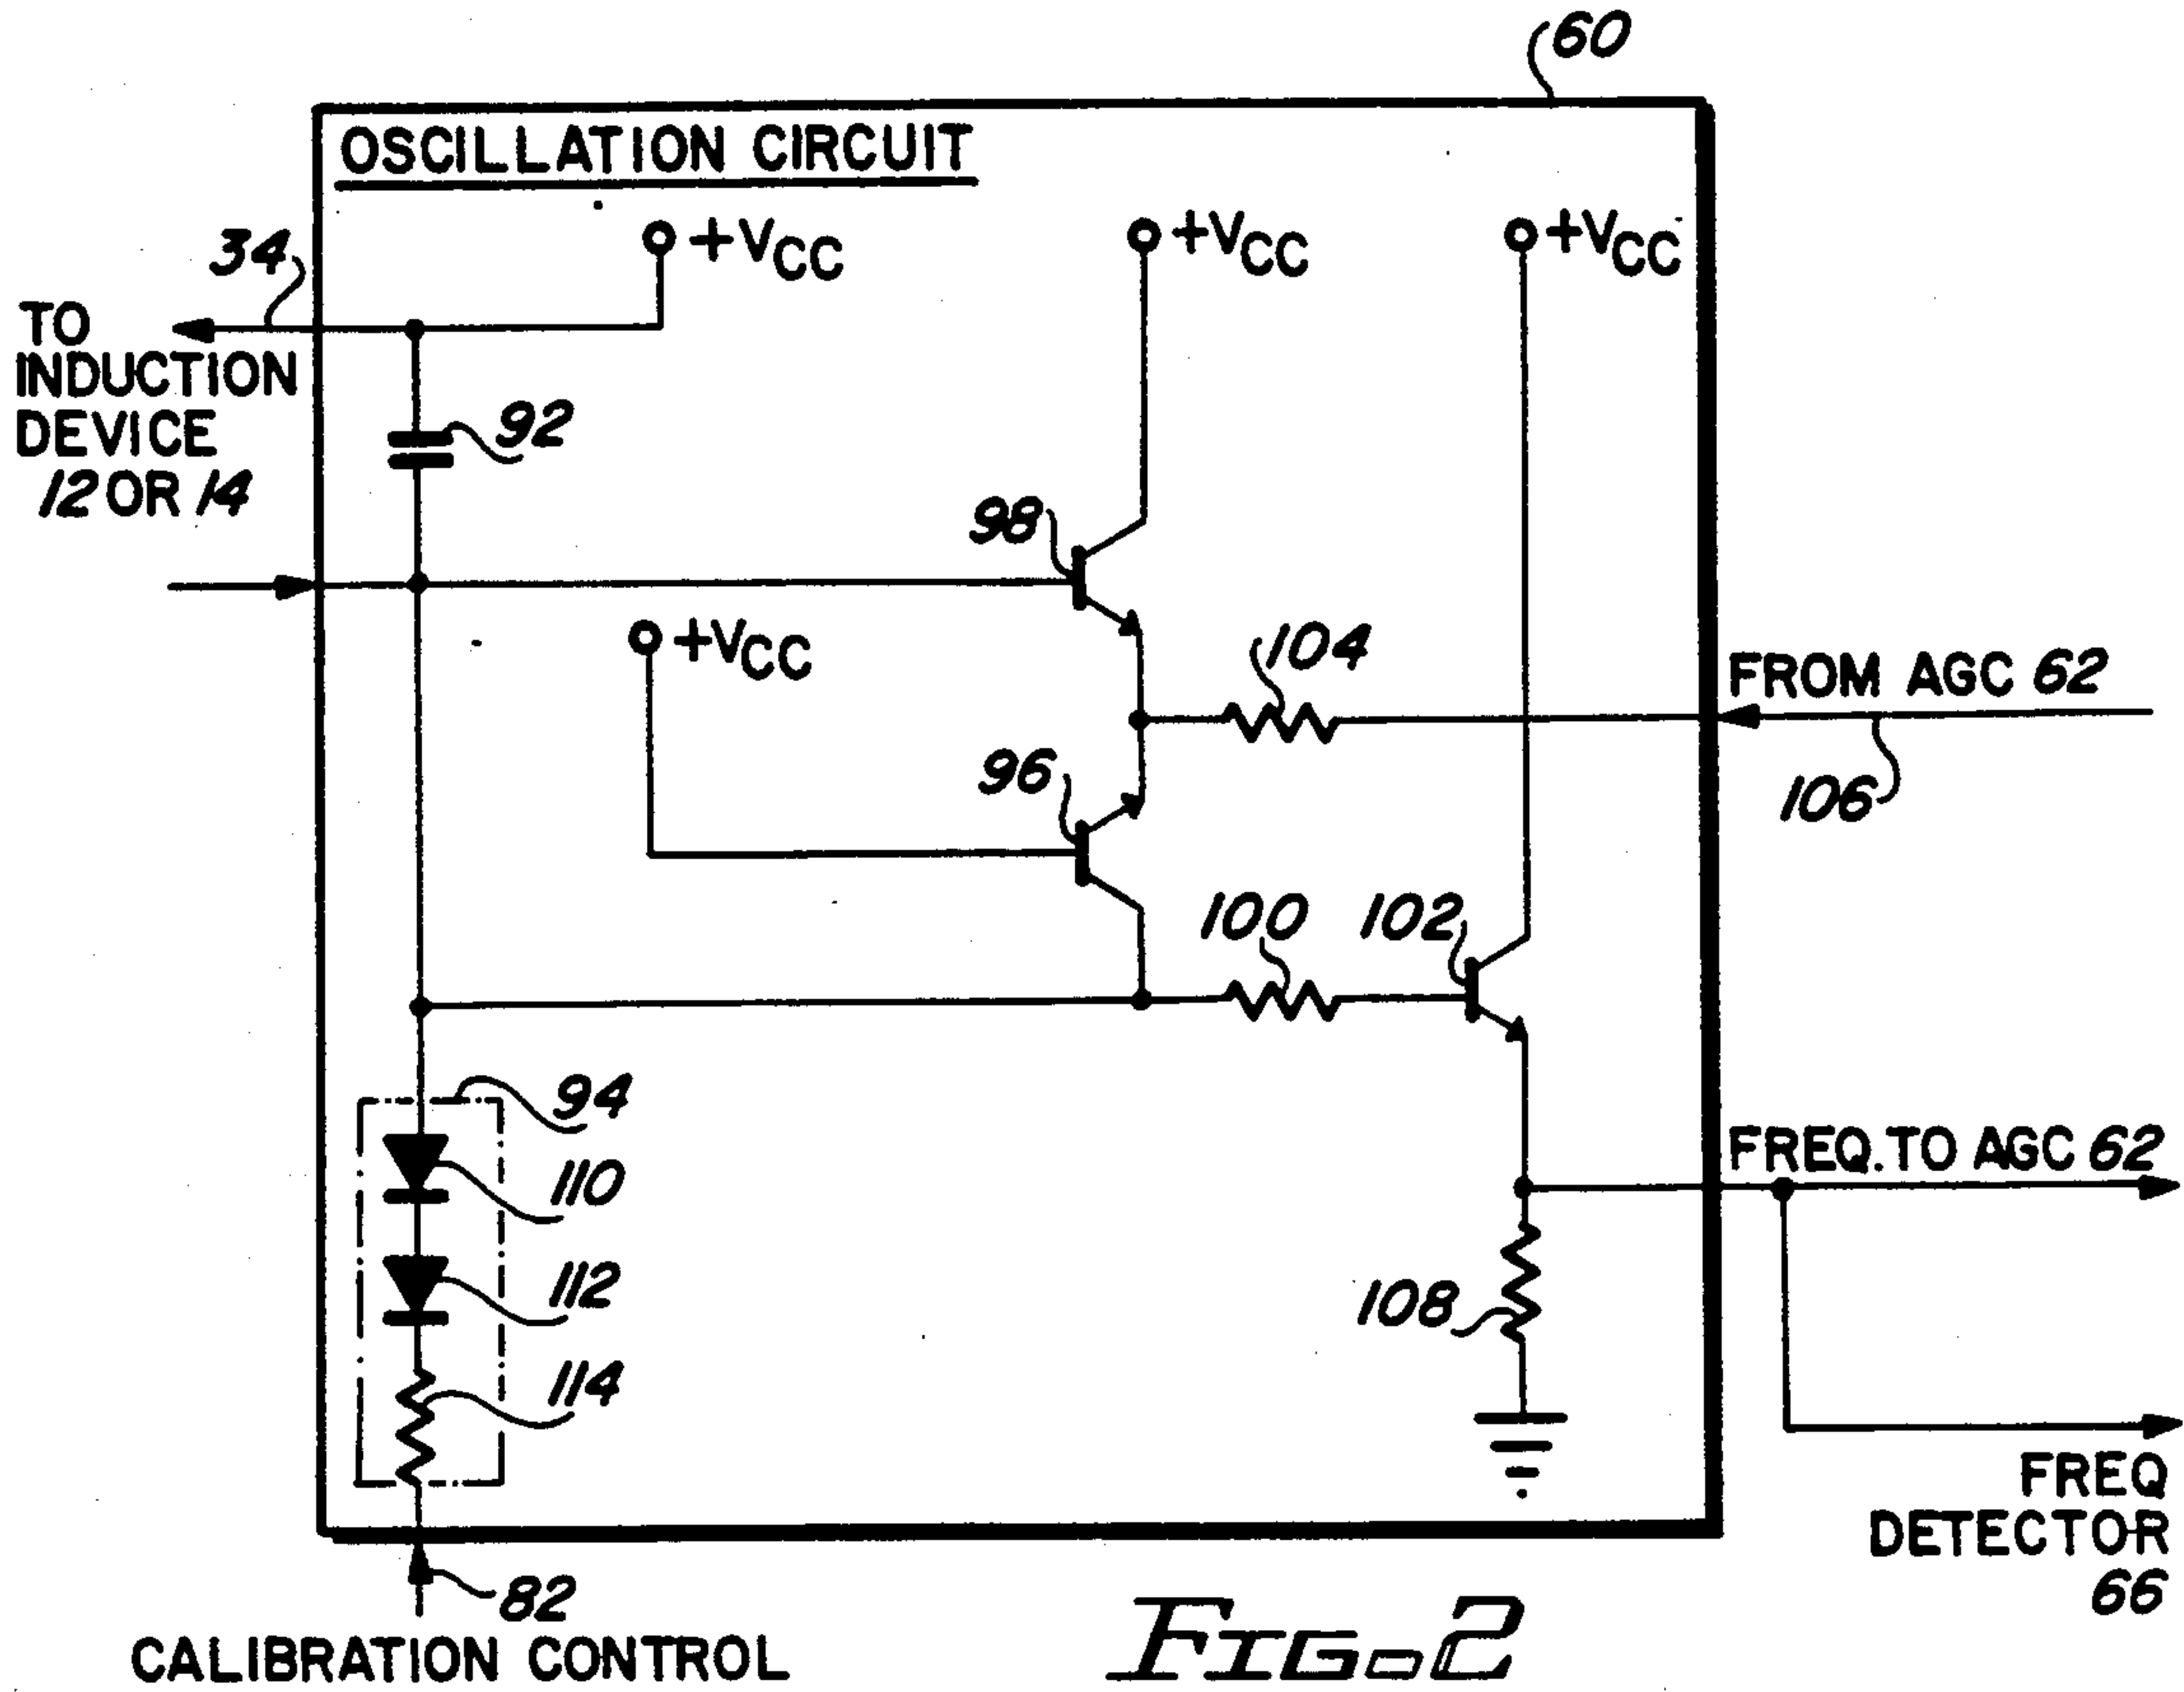 60
OSCILLATION CIRCUIT
34
+VCC
+VCC
+VCC
TO
INDUCTION
DEVICE
12 OR 14
92
98
+VCC
104
FROM AGC 62
96
106
100
102
94
FREQ. TO AGC 62
110
112
108
114
FREQ
DETECTOR
66
82
CALIBRATION CONTROL
FIG. 2